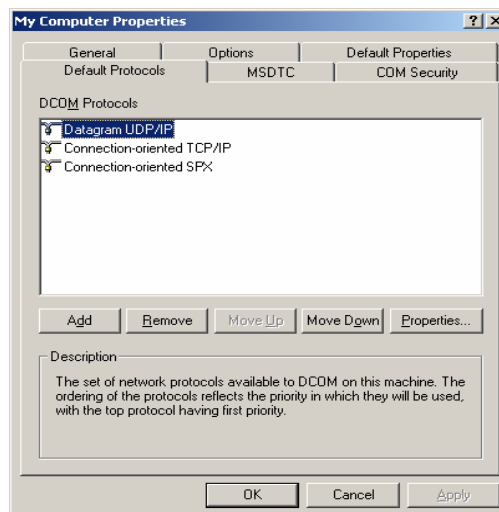 My Computer Properties
General Options Default Properties
Default Protocols MSDTC COM Security
DCOM Protocols
Datagram UDP/IP
Connection-oriented TCP/IP
Connection-oriented SPX
Add Remove Move Up Move Down Properties...
Description
The set of network protocols available to DCOM on this machine. The
ordering of the protocols reflects the priority in which they will be used,
with the top protocol having first priority.
OK Cancel Apply